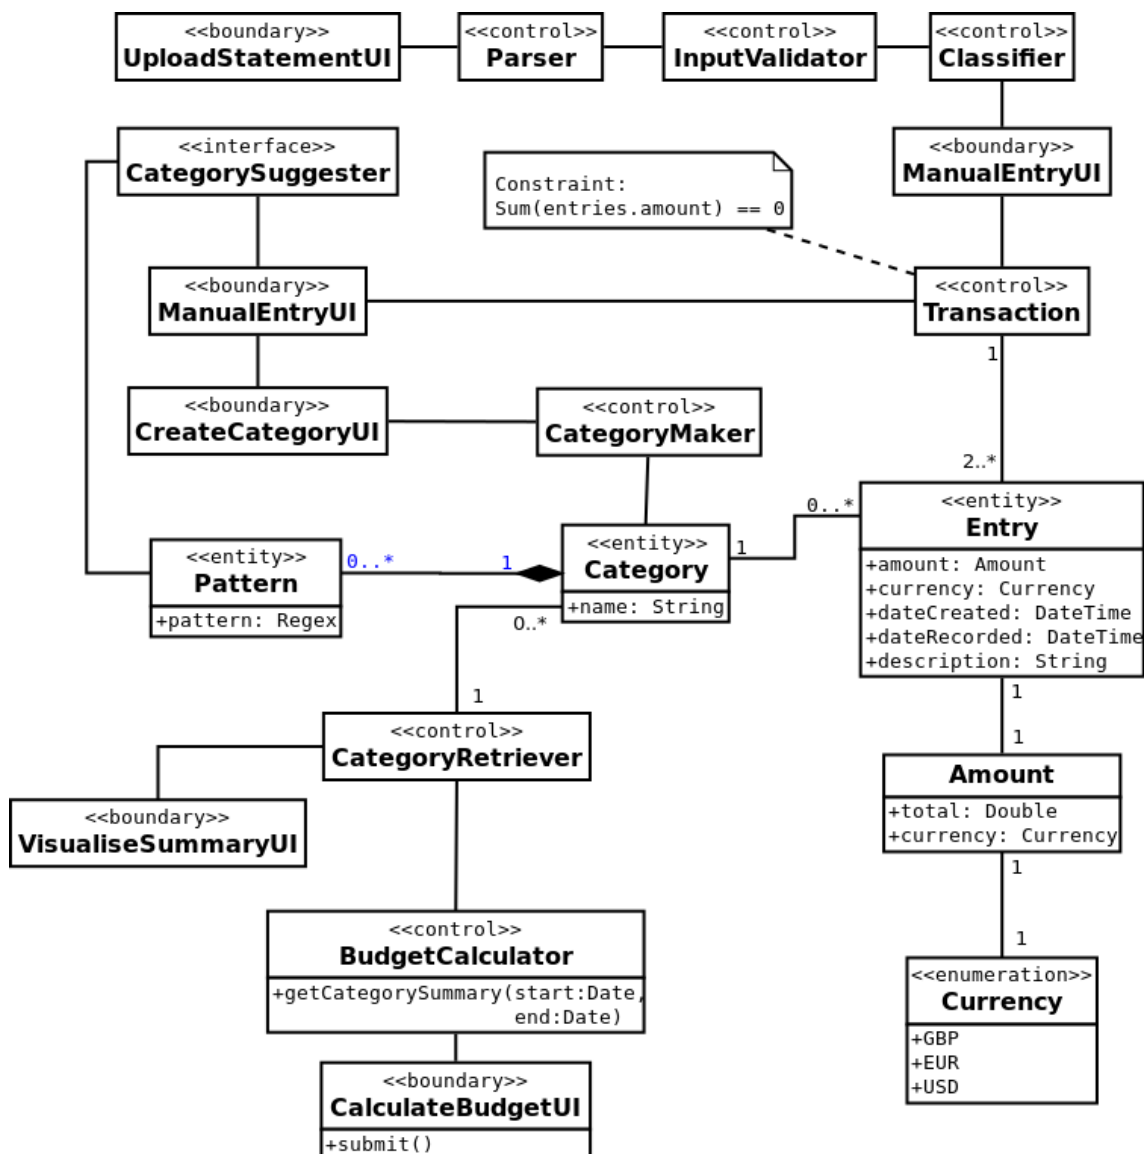 <<boundary>>
UploadStatementUI
<<control>>
Parser
<<control>>
InputValidator
<<control>>
Classifier
<<interface>>
CategorySuggester
Constraint:
Sum(entries.amount) == 0
<<boundary>>
ManualEntryUI
<<boundary>>
ManualEntryUI
<<control>>
Transaction
1
<<boundary>>
CreateCategoryUI
<<control>>
CategoryMaker
2..*
0..*
<<entity>>
Entry
+amount: Amount
+currency: Currency
+dateCreated: DateTime
+dateRecorded: DateTime
+description: String
<<entity>>
Pattern
+pattern: Regex
0..*
1
<<entity>>
Category
+name: String
1
0..*
1
<<control>>
CategoryRetriever
1
1
Amount
+total: Double
+currency: Currency
<<boundary>>
VisualiseSummaryUI
1
1
<<control>>
BudgetCalculator
+getCategorySummary(start:Date,
end:Date)
<<enumeration>>
Currency
+GBP
+EUR
+USD
<<boundary>>
CalculateBudgetUI
+submit()